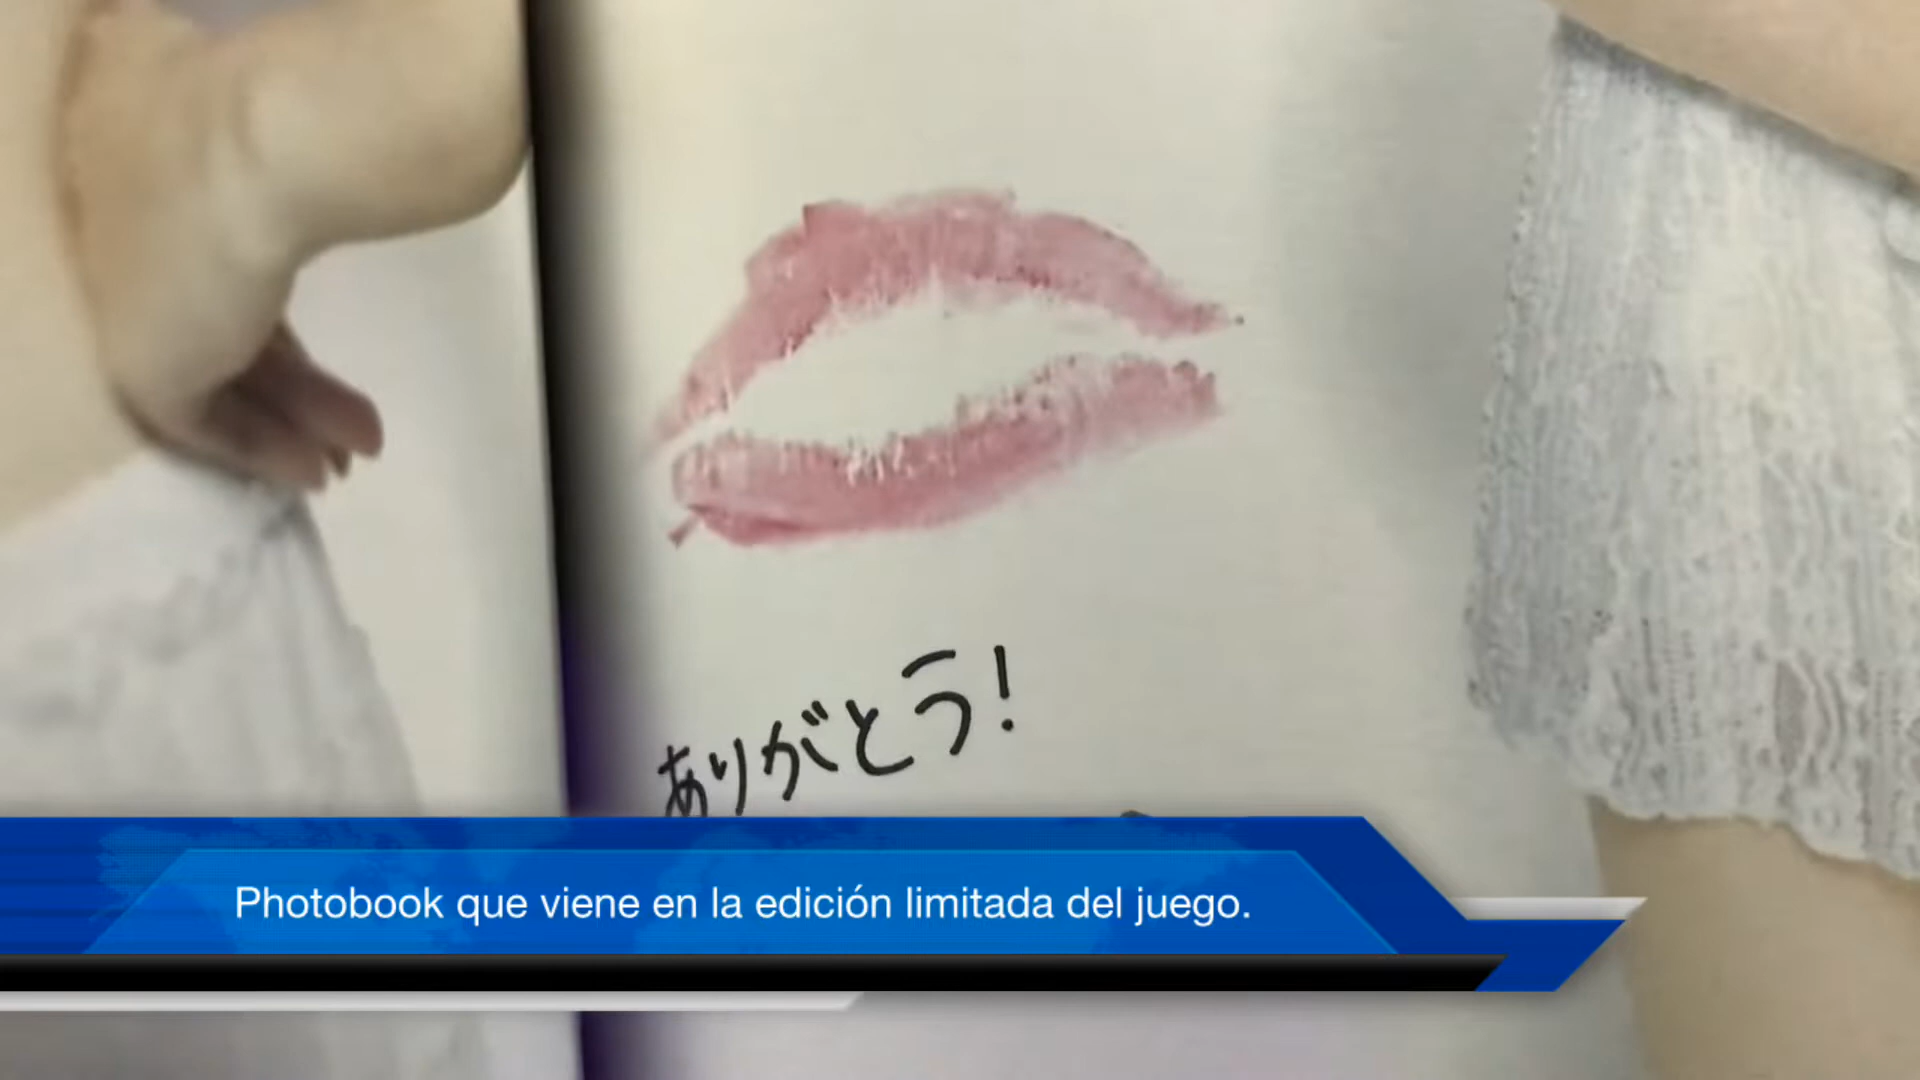 ありがとう!
Photobook que viene en la edición limitada del juego.